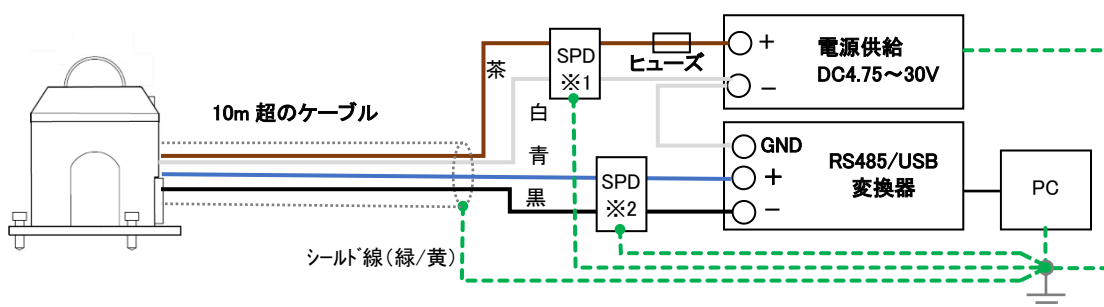 10m 超のケーブル
茶
白
青
黒
シールド線(緑/黄)
SPD
※1
SPD
※2
ヒューズ
+
−
電源供給
DC4.75~30V
GND
+
−
RS485/USB
変換器
PC